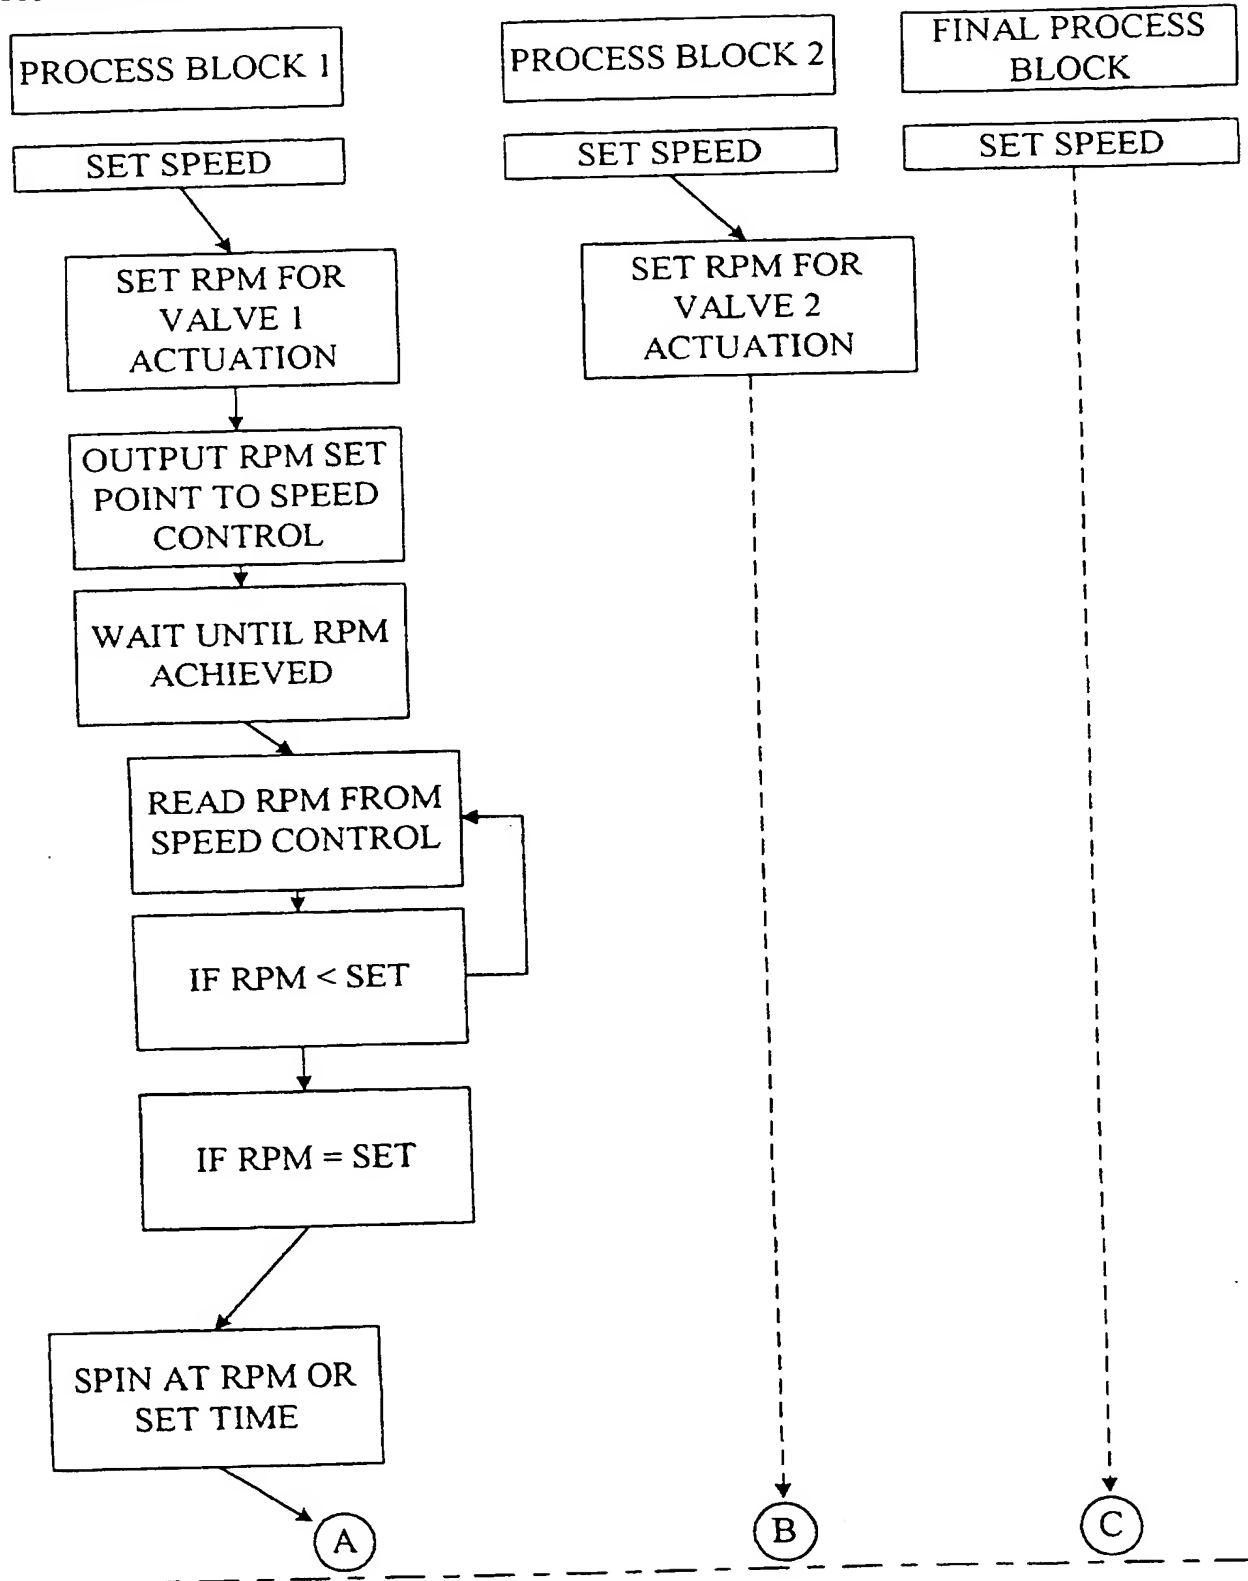 PROCESS BLOCK 1
SET SPEED
SET RPM FOR
VALVE 1
ACTUATION
OUTPUT RPM SET
POINT TO SPEED
CONTROL
WAIT UNTIL RPM
ACHIEVED
READ RPM FROM
SPEED CONTROL
IF RPM < SET
IF RPM = SET
SPIN AT RPM OR
SET TIME
A
PROCESS BLOCK 2
SET SPEED
SET RPM FOR
VALVE 2
ACTUATION
B
FINAL PROCESS
BLOCK
SET SPEED
C